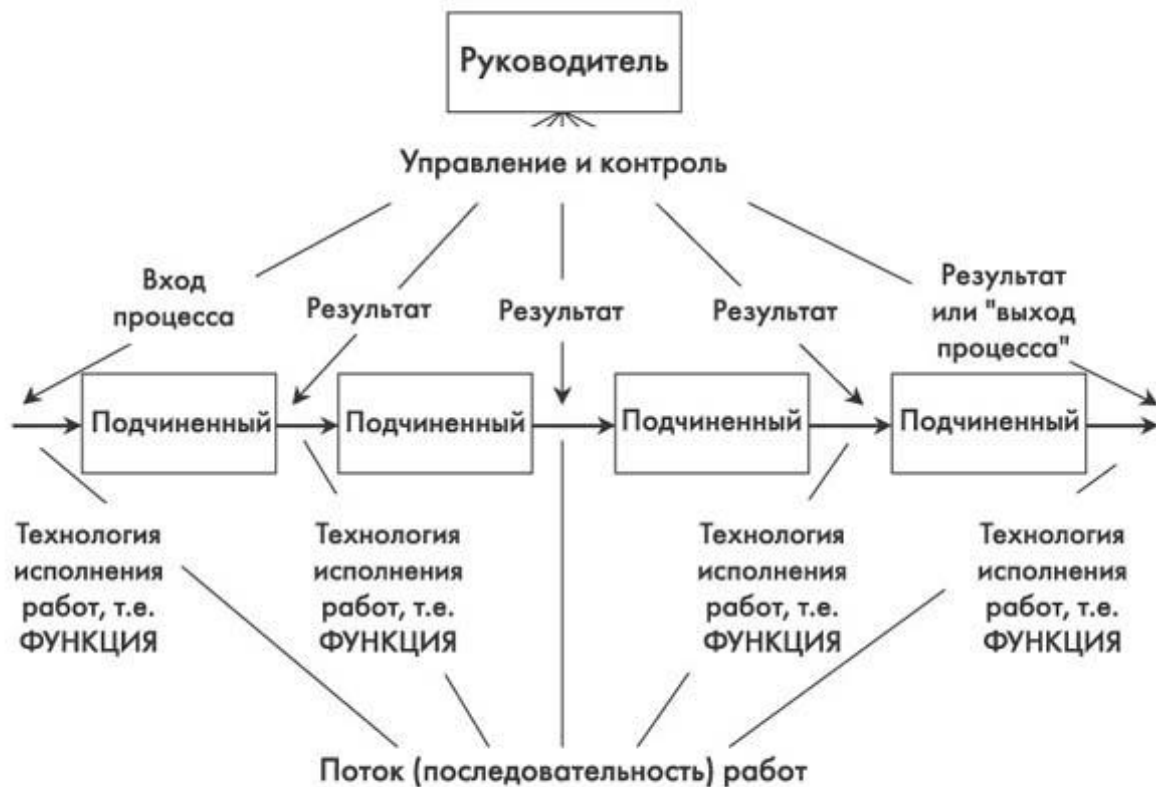 Руководитель
Управление и контроль
Вход
процесса
Результат
Результат
Результат
Результат
или "выход
процесса"
Подчиненный
Подчиненный
Подчиненный
Подчиненный
Технология
исполнения
работ, т.е.
ФУНКЦИЯ
Технология
исполнения
работ, т.е.
ФУНКЦИЯ
Технология
исполнения
работ, т.е.
ФУНКЦИЯ
Технология
исполнения
работ, т.е.
ФУНКЦИЯ
Поток (последовательность) работ